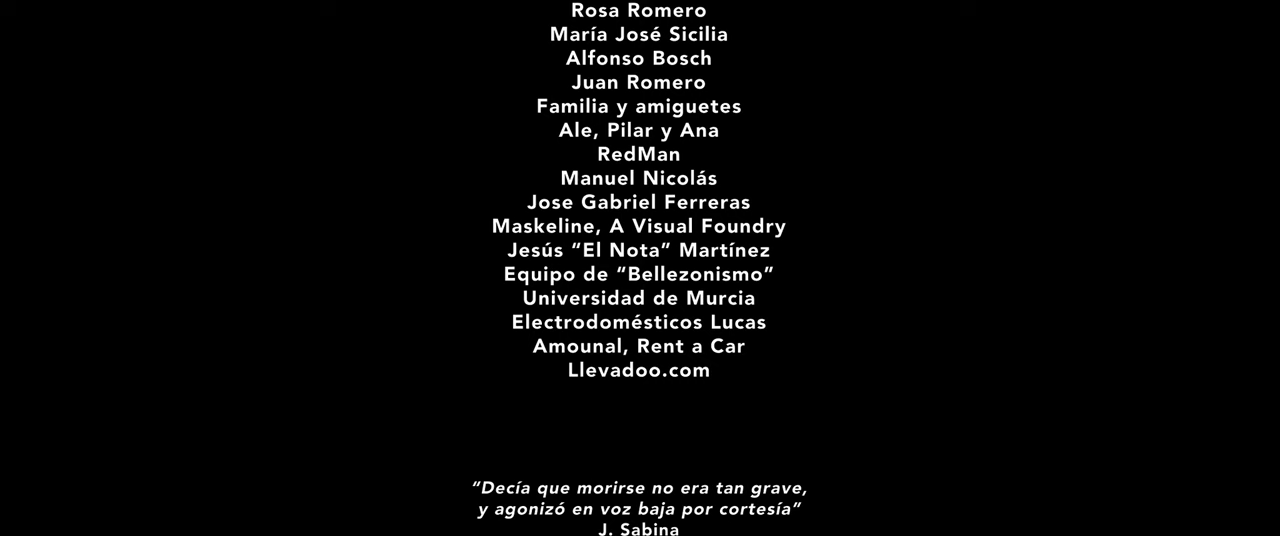 Rosa Romero
María José Sicilia
Alfonso Bosch
Juan Romero
Familia y amiguetes
Ale, Pilar y Ana
RedMan
Manuel Nicolás
Jose Gabriel Ferreras
Maskeline, A Visual Foundry
Jesús “El Nota” Martínez
Equipo de “Bellezonismo”
Universidad de Murcia
Electrodomésticos Lucas
Amounal, Rent a Car
Llevadoo.com
“Decía que morirse no era tan grave,
y agonizó en voz baja por cortesía”
J. Sabina